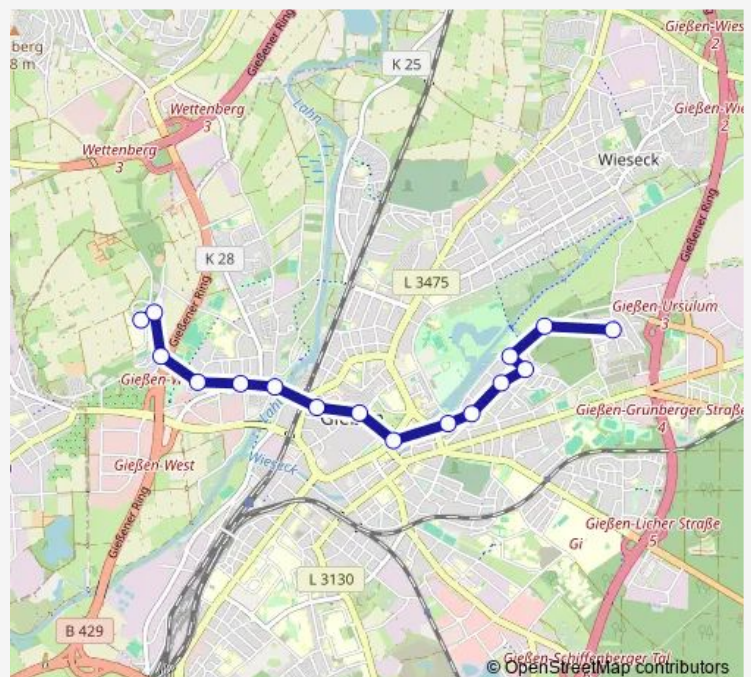 berg
8 m
Gießener Ring
K 25
Gießen-Wies
2
Wettenberg
3
Lahn
Gießen-Wie
2
Wettenberg
3
Wieseck
Gießener Ring
K 28
L 3475
Gießener Ring
Gießen-Ursulum
3
Gießen-W
Lahn
Gießen-Grünberger Straße
4
Gießen-West
Wieseck
Gießener Ring
Gießen-Licher Straße
5
Gi
L 3130
B 429
Gießen-Schiffenberger Tal
© OpenStreetMap contributors